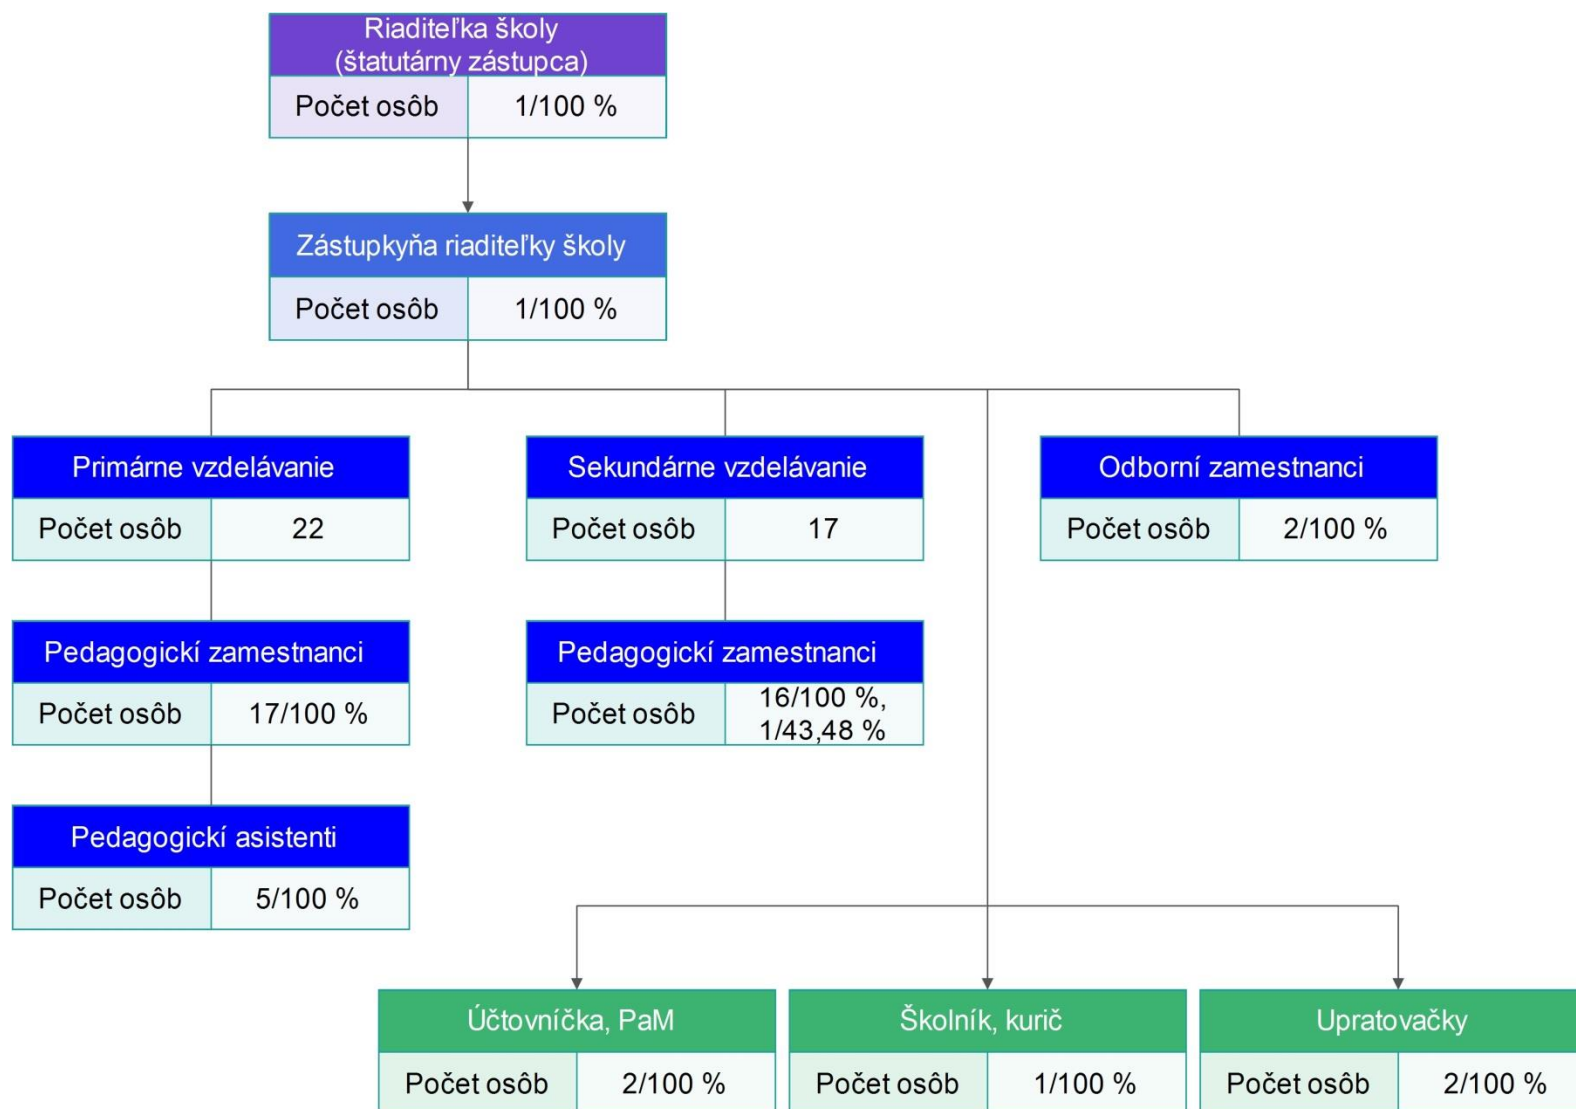 Riaditeľka školy
(štatutárny zástupca)
Počet osôb 1/100 %
Zástupkyňa riaditeľky školy
Počet osôb 1/100 %
Primárne vzdelávanie
Počet osôb 22
Sekundárne vzdelávanie
Počet osôb 17
Odborní zamestnanci
Počet osôb 2/100 %
Pedagogickí zamestnanci
Počet osôb 17/100 %
Pedagogickí zamestnanci
Počet osôb 16/100 %,
1/43,48 %
Pedagogickí asistenti
Počet osôb 5/100 %
Účtovníčka, PaM
Počet osôb 2/100 %
Školník, kurič
Počet osôb 1/100 %
Upratovačky
Počet osôb 2/100 %